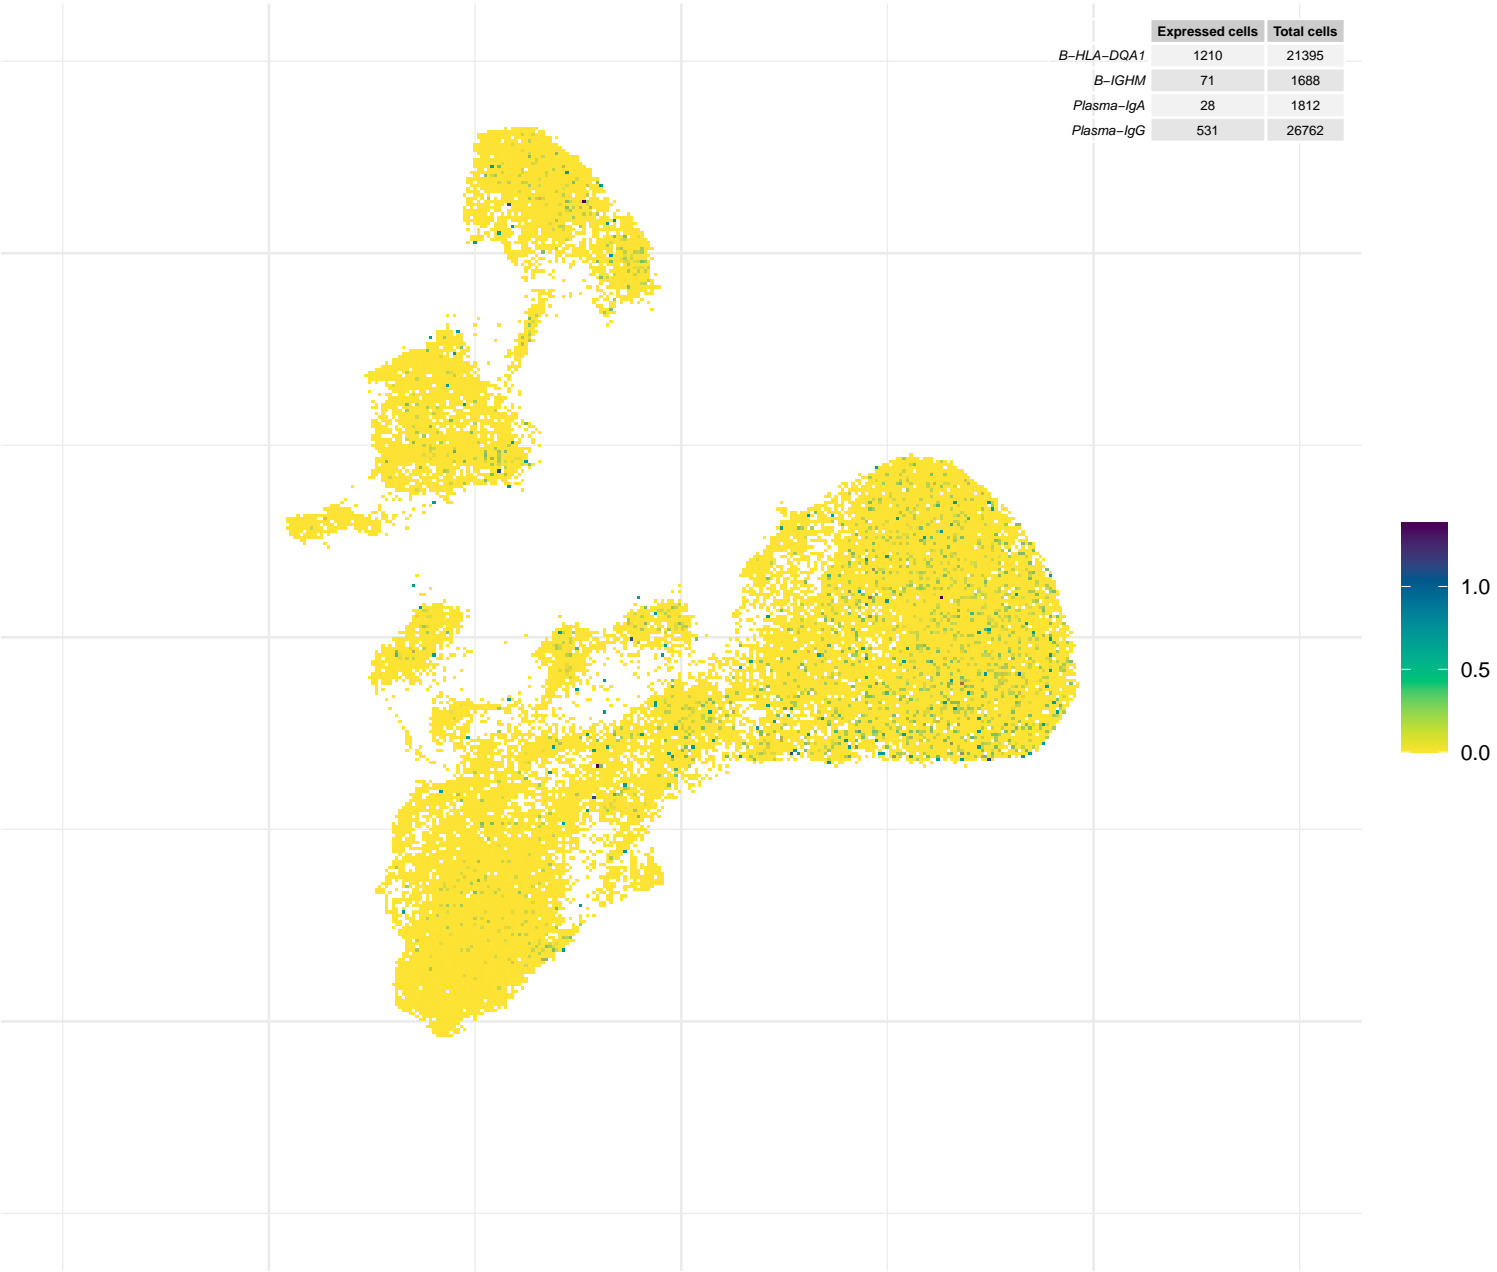 Expressed cells Total cells
B−HLA−DQA1 1210 21395
B−IGHM 71 1688
Plasma−IgA 28 1812
Plasma−IgG 531 26762
1.0
0.5
0.0